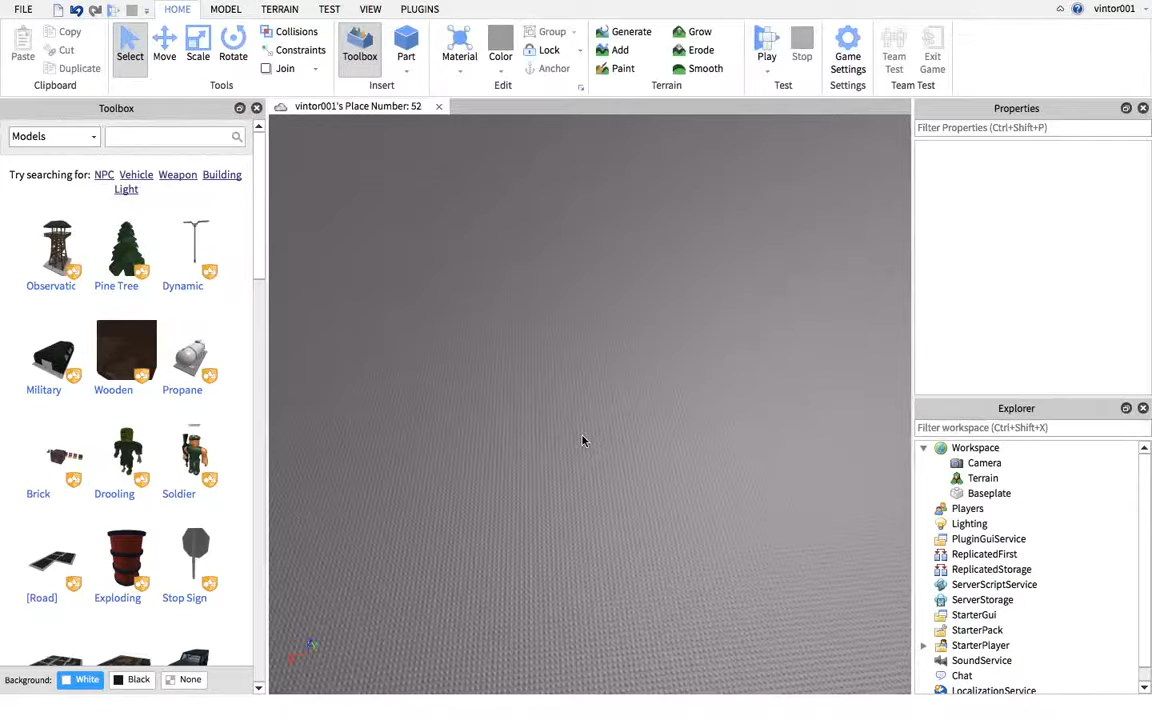 FILE HOME MODEL TERRAIN TEST VIEW PLUGINS vintor001
Paste Copy Cut Duplicate
Clipboard
Select Move Scale Rotate Collisions Constraints Join
Tools
Toolbox Part
Insert
Material Color Group Lock Anchor
Edit
Generate Grow
Add Erode
Paint Smooth
Terrain
Play Stop
Test
Game Settings
Settings
Team Test Exit Game
Team Test
Toolbox
Models
Try searching for: NPC Vehicle Weapon Building
Light
Observatic Pine Tree Dynamic
Military Wooden Propane
Brick Drooling Soldier
[Road] Exploding Stop Sign
Background: White Black None
vintor001's Place Number: 52
Properties
Filter Properties (Ctrl+Shift+P)
Explorer
Filter workspace (Ctrl+Shift+X)
Workspace
Camera
Terrain
Baseplate
Players
Lighting
PluginGuiService
ReplicatedFirst
ReplicatedStorage
ServerScriptService
ServerStorage
StarterGui
StarterPack
StarterPlayer
SoundService
Chat
LocalizationService